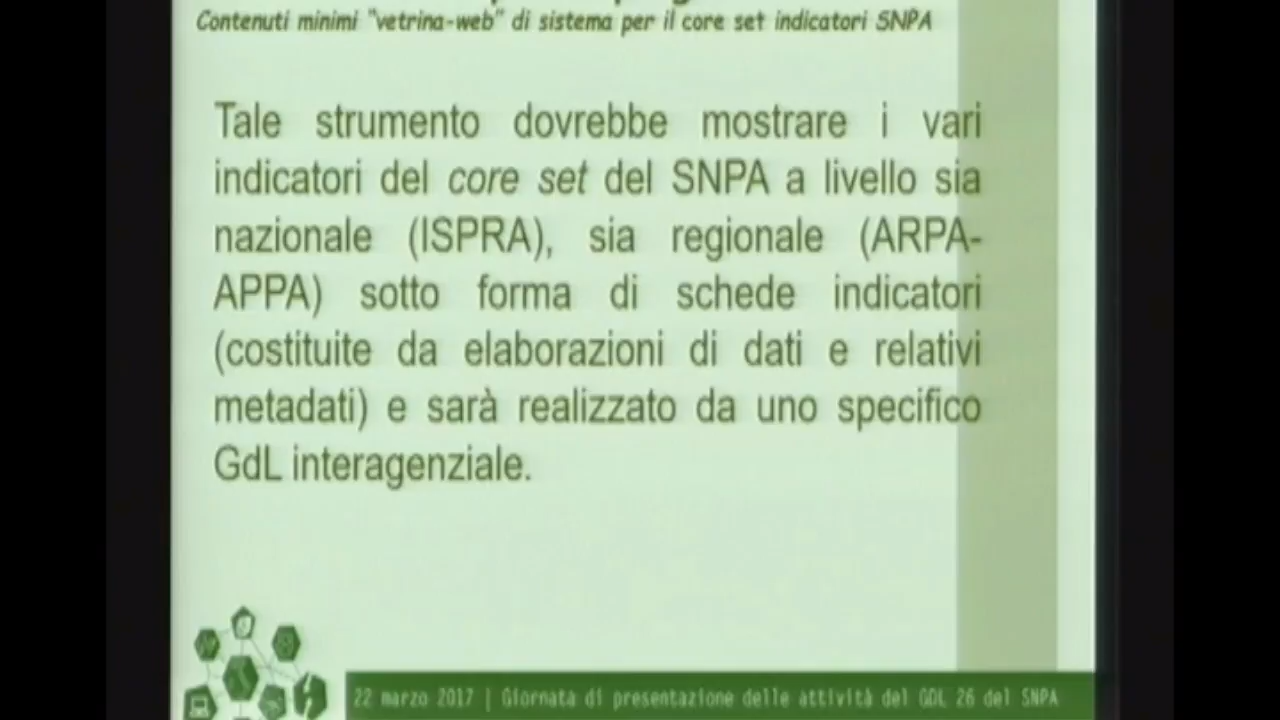 Contenuti minimi "vetrina-web" di sistema per il core set indicatori SNPA
Tale strumento dovrebbe mostrare i vari
indicatori del core set del SNPA a livello sia
nazionale (ISPRA), sia regionale (ARPA-
APPA) sotto forma di schede indicatori
(costituite da elaborazioni di dati e relativi
metadati) e sarà realizzato da uno specifico
GdL interagenziale.
22 marzo 2017 | Giornata di presentazione delle attività del GDL 26 del SNPA